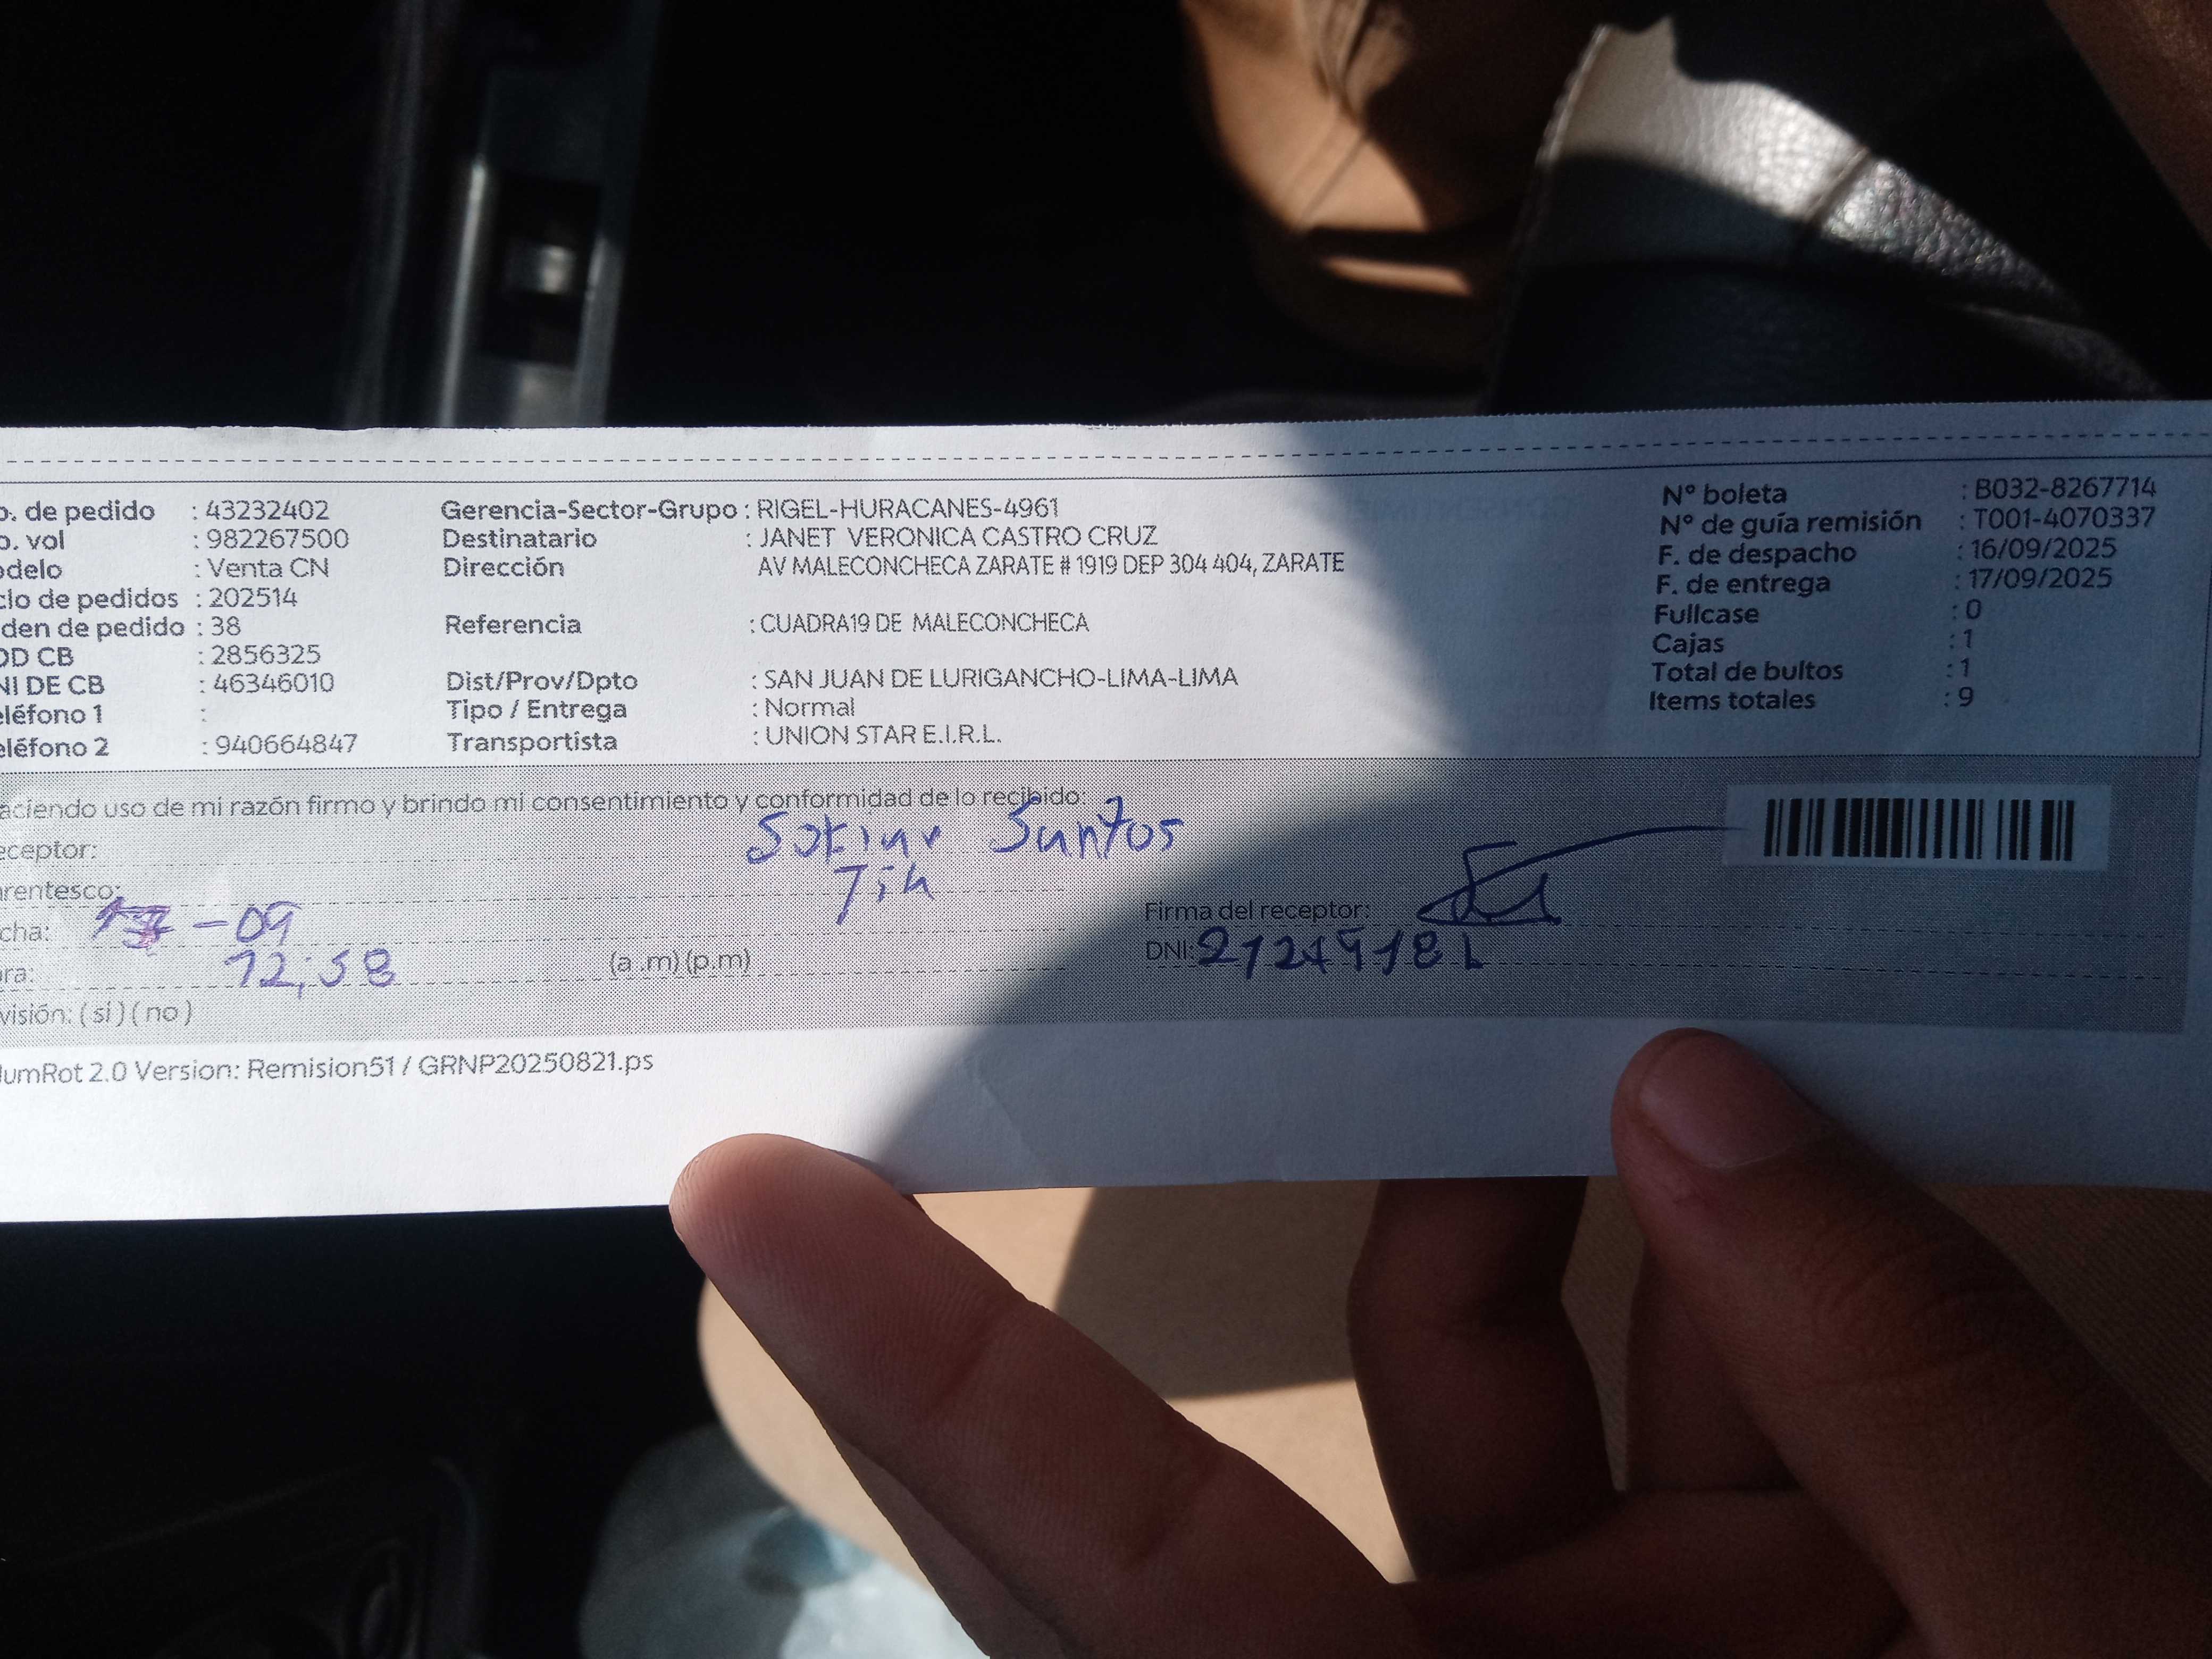 o. de pedido : 43232402
o. vol : 982267500
odelo : Venta CN
clo de pedidos : 202514
den de pedido : 38
OD CB : 2856325
NI DE CB : 46346010
eléfono 1 :
eléfono 2 : 940664847
Gerencia-Sector-Grupo : RIGEL-HURACANES-4961
Destinatario : JANET VERONICA CASTRO CRUZ
Dirección AV MALECONCHECA ZARATE # 1919 DEP 304 404, ZARATE
Referencia : CUADRA19 DE MALECONCHECA
Dist/Prov/Dpto : SAN JUAN DE LURIGANCHO-LIMA-LIMA
Tipo / Entrega : Normal
Transportista : UNION STAR E.I.R.L.
N° boleta : B032-8267714
N° de guía remisión : T001-4070337
F. de despacho : 16/09/2025
F. de entrega : 17/09/2025
Fullcase : 0
Cajas : 1
Total de bultos : 1
Items totales : 9
aciendo uso de mi razón firmo y brindo mi consentimiento y conformidad de lo recibido:
eceptor: Santos
rentesco:
cha: -09
ra: 12:58 (a .m) (p.m)
Firma del receptor:
DNI:
visión: ( si ) ( no )
umRot 2.0 Version: Remision51 / GRNP20250821.ps